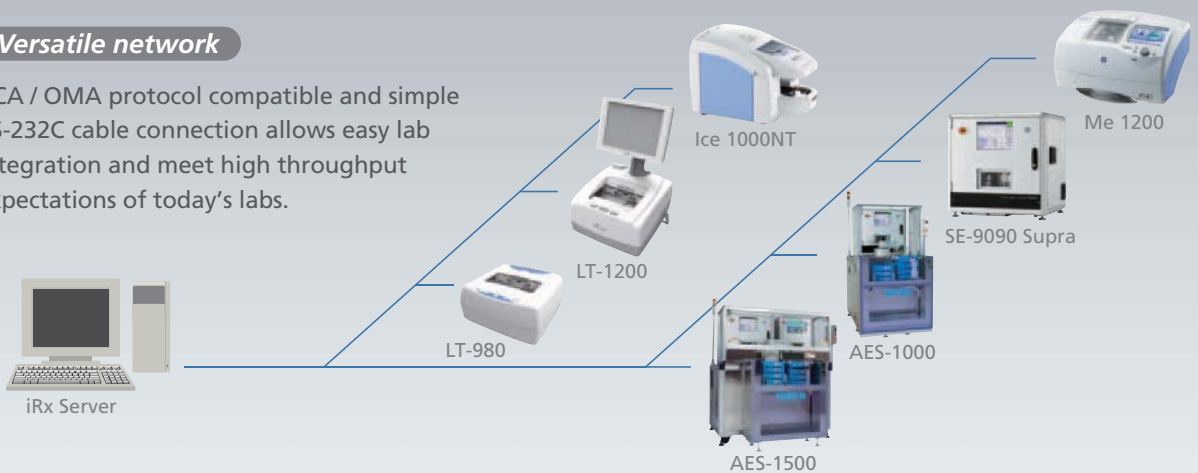 Versatile network
CA / OMA protocol compatible and simple
S-232C cable connection allows easy lab
tegration and meet high throughput
xpectations of today's labs.
Ice 1000NT
Me 1200
SE-9090 Supra
LT-1200
LT-980
AES-1000
iRx Server
AES-1500